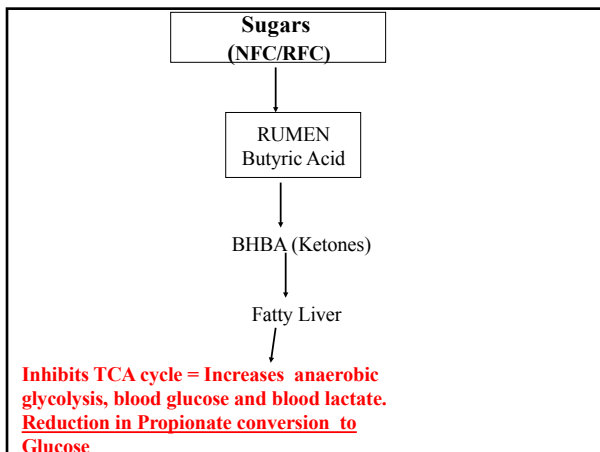 Sugars
(NFC/RFC)
RUMEN
Butyric Acid
BHBA (Ketones)
Fatty Liver
Inhibits TCA cycle = Increases anaerobic
glycolysis, blood glucose and blood lactate.
Reduction in Propionate conversion to
Glucose